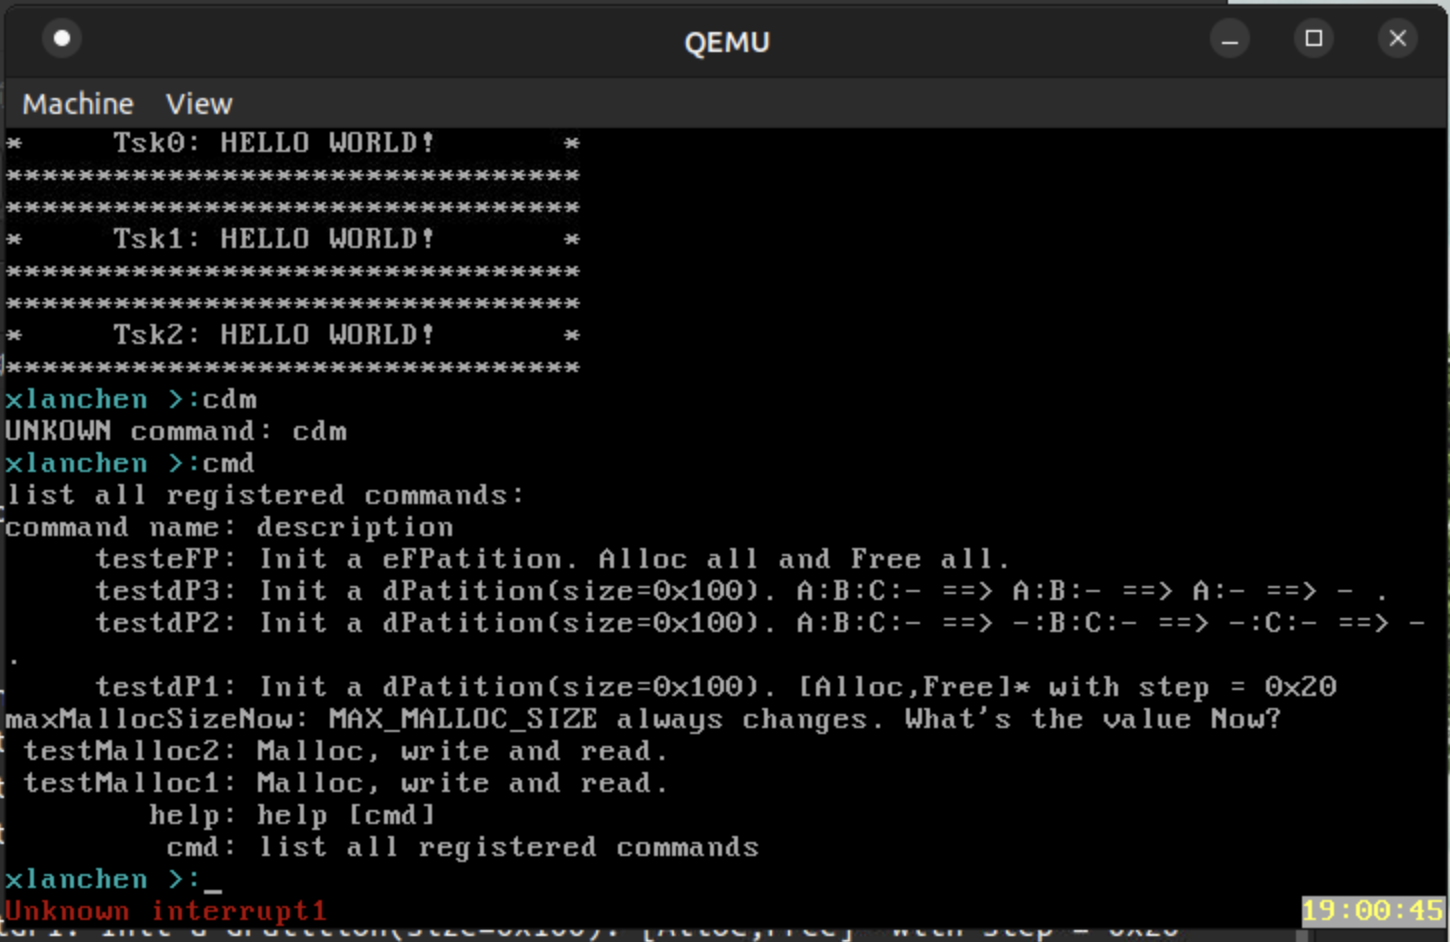 QEMU
Machine View
* Tsk0: HELLO WORLD! *
********************************
********************************
* Tsk1: HELLO WORLD! *
********************************
********************************
* Tsk2: HELLO WORLD! *
********************************
xlanchen >:cdm
UNKOWN command: cdm
xlanchen >:cmd
list all registered commands:
command name: description
testeFP: Init a eFPatition. Alloc all and Free all.
testdP3: Init a dPatition(size=0x100). A:B:C:- ==> A:B:- ==> A:- ==> - .
testdP2: Init a dPatition(size=0x100). A:B:C:- ==> -:B:C:- ==> -:C:- ==> -
.
testdP1: Init a dPatition(size=0x100). [Alloc,Free]* with step = 0x20
maxMallocSizeNow: MAX_MALLOC_SIZE always changes. What's the value Now?
testMalloc2: Malloc, write and read.
testMalloc1: Malloc, write and read.
help: help [cmd]
cmd: list all registered commands
xlanchen >:_
Unknown interrupt1 19:00:45